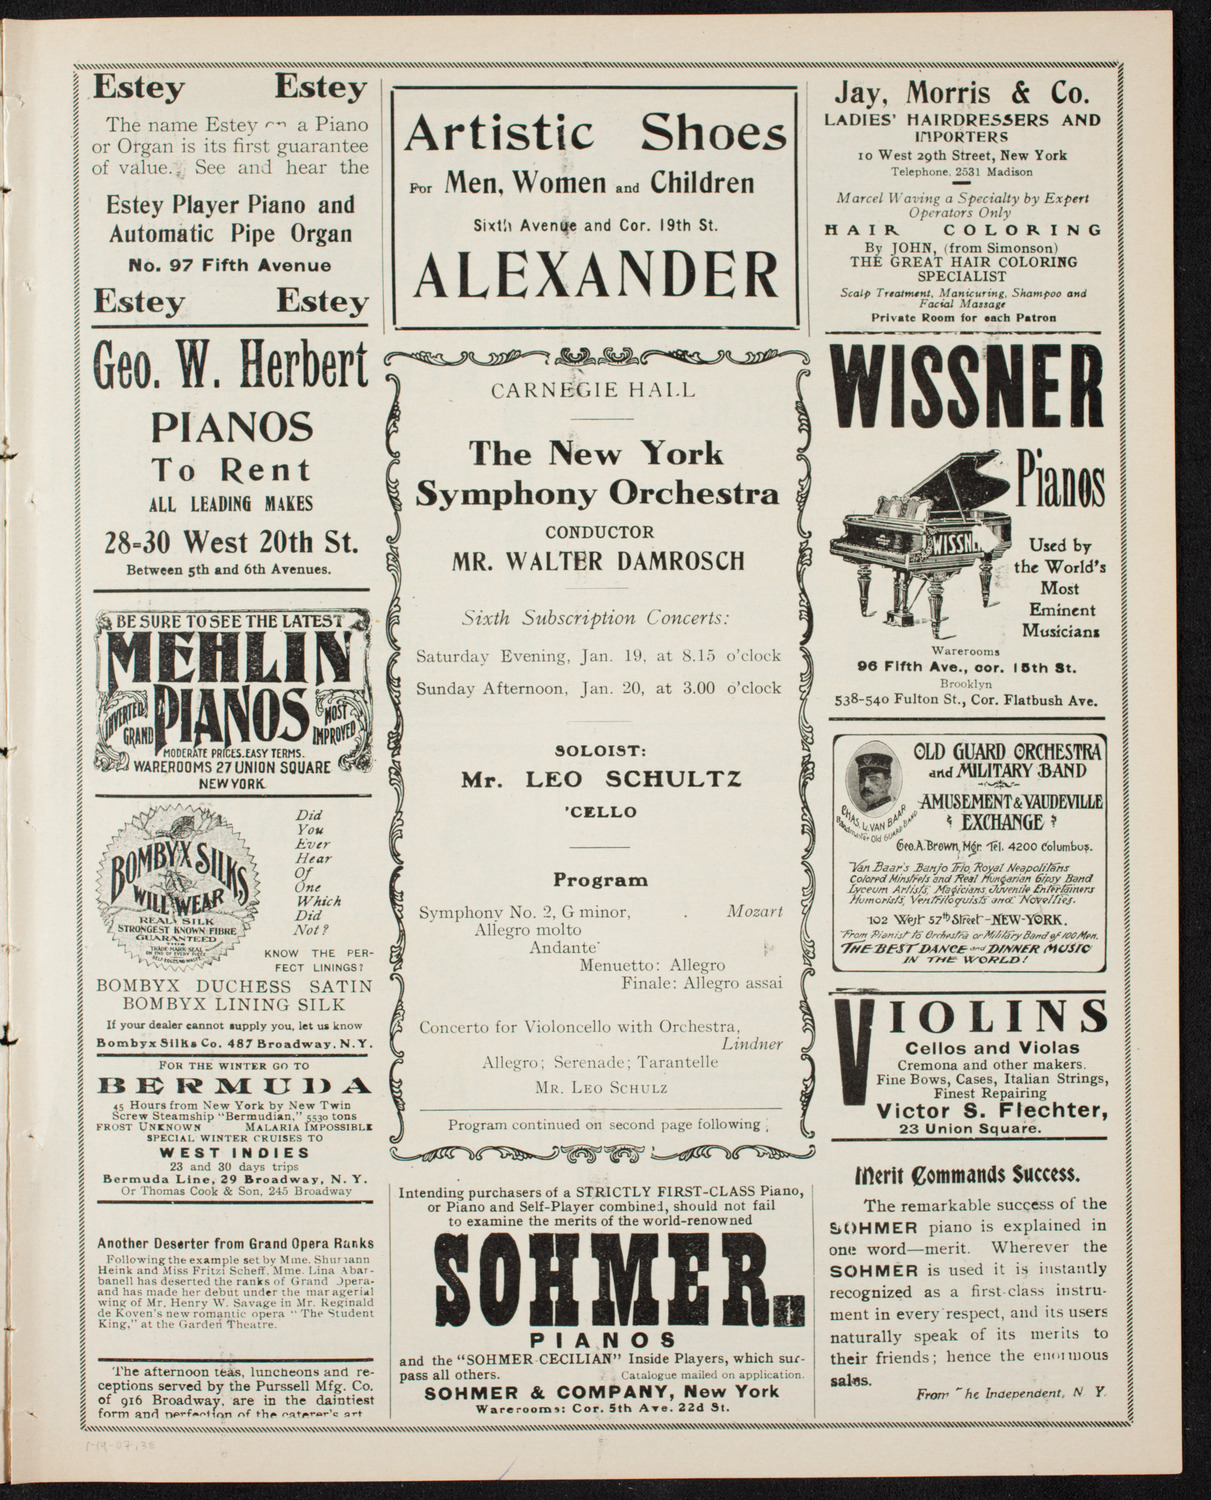 Estey Estey
The name Estey on a Piano
or Organ is its first guarantee
of value. See and hear the
Estey Player Piano and
Automatic Pipe Organ
No. 97 Fifth Avenue
Estey Estey
Geo. W. Herbert
PIANOS
To Rent
ALL LEADING MAKES
28-30 West 20th St.
Between 5th and 6th Avenues.
BE SURE TO SEE THE LATEST
MEHLIN
PIANOS
INVERTED GRAND
MOST IMPROVED
MODERATE PRICES. EASY TERMS.
WAREROOMS 27 UNION SQUARE
NEW YORK
BOMBYX SILKS
WILL WEAR
REAL SILK
STRONGEST KNOWN FIBRE
GUARANTEED
Did
You
Ever
Hear
Of
One
Which
Did
Not?
KNOW THE PER-
FECT LININGS?
BOMBYX DUCHESS SATIN
BOMBYX LINING SILK
If your dealer cannot supply you, let us know
Bombyx Silks Co. 487 Broadway, N.Y.
FOR THE WINTER GO TO
BERMUDA
45 Hours from New York by New Twin
Screw Steamship "Bermudian," 5530 tons
FROST UNKNOWN MALARIA IMPOSSIBLE
SPECIAL WINTER CRUISES TO
WEST INDIES
23 and 30 days trips
Bermuda Line, 29 Broadway, N. Y.
Or Thomas Cook & Son, 245 Broadway
Another Deserter from Grand Opera Ranks
Following the example set by Mme. Shumann
Heink and Miss Fritzi Scheff, Mme. Lina Abar-
banell has deserted the ranks of Grand Opera-
and has made her debut under the managerial
wing of Mr. Henry W. Savage in Mr. Reginald
de Koven's new romantic opera "The Student
King," at the Garden Theatre.
The afternoon teas, luncheons and re-
ceptions served by the Purssell Mfg. Co.
of 916 Broadway, are in the daintiest
form and perfection of the caterer's art
1-19-07,3E
Artistic Shoes
For Men, Women and Children
Sixth Avenue and Cor. 19th St.
ALEXANDER
CARNEGIE HALL
The New York
Symphony Orchestra
CONDUCTOR
MR. WALTER DAMROSCH
Sixth Subscription Concerts:
Saturday Evening, Jan. 19, at 8.15 o'clock
Sunday Afternoon, Jan. 20, at 3.00 o'clock
SOLOIST:
Mr. LEO SCHULTZ
'CELLO
Program
Symphony No. 2, G minor, . Mozart
Allegro molto
Andante
Menuetto: Allegro
Finale: Allegro assai
Concerto for Violoncello with Orchestra,
Lindner
Allegro; Serenade; Tarantelle
MR. LEO SCHULZ
Program continued on second page following
Intending purchasers of a STRICTLY FIRST-CLASS Piano,
or Piano and Self-Player combined, should not fail
to examine the merits of the world-renowned
SOHMER
PIANOS
and the "SOHMER-CECILIAN" Inside Players, which sur-
pass all others. Catalogue mailed on application.
SOHMER & COMPANY, New York
Warerooms: Cor. 5th Ave. 22d St.
Jay, Morris & Co.
LADIES' HAIRDRESSERS AND
IMPORTERS
10 West 29th Street, New York
Telephone, 2531 Madison
Marcel Waving a Specialty by Expert
Operators Only
HAIR COLORING
By JOHN, (from Simonson)
THE GREAT HAIR COLORING
SPECIALIST
Scalp Treatment, Manicuring, Shampoo and
Facial Massage
Private Room for each Patron
WISSNER
Pianos
WISSNER
Used by
the World's
Most
Eminent
Musicians
Warerooms
96 Fifth Ave., cor. 15th St.
Brooklyn
538-540 Fulton St., Cor. Flatbush Ave.
OLD GUARD ORCHESTRA
and MILITARY BAND
AMUSEMENT & VAUDEVILLE
EXCHANGE
CHAS. L. VAN BAAR
Bandmaster Old GUARD BAND
Geo. A. Brown, Mgr. Tel. 4200 Columbus.
Van Baar's Banjo Trio, Royal Neapolitans
Colored Minstrels and Real Hungarian Gipsy Band
Lyceum Artists, Magicians, Juvenile Entertainers
Humorists, Ventriloquists and Novelties.
102 West 57th Street - NEW-YORK.
"From Pianist to Orchestra or Military Band of 100 Men.
THE BEST DANCE and DINNER MUSIC
IN THE WORLD!
VIOLINS
Cellos and Violas
Cremona and other makers.
Fine Bows, Cases, Italian Strings,
Finest Repairing
Victor S. Flechter,
23 Union Square.
Merit Commands Success.
The remarkable success of the
SOHMER piano is explained in
one word—merit. Wherever the
SOHMER is used it is instantly
recognized as a first-class instru-
ment in every respect, and its users
naturally speak of its merits to
their friends; hence the enormous
sales.
From The Independent, N. Y.